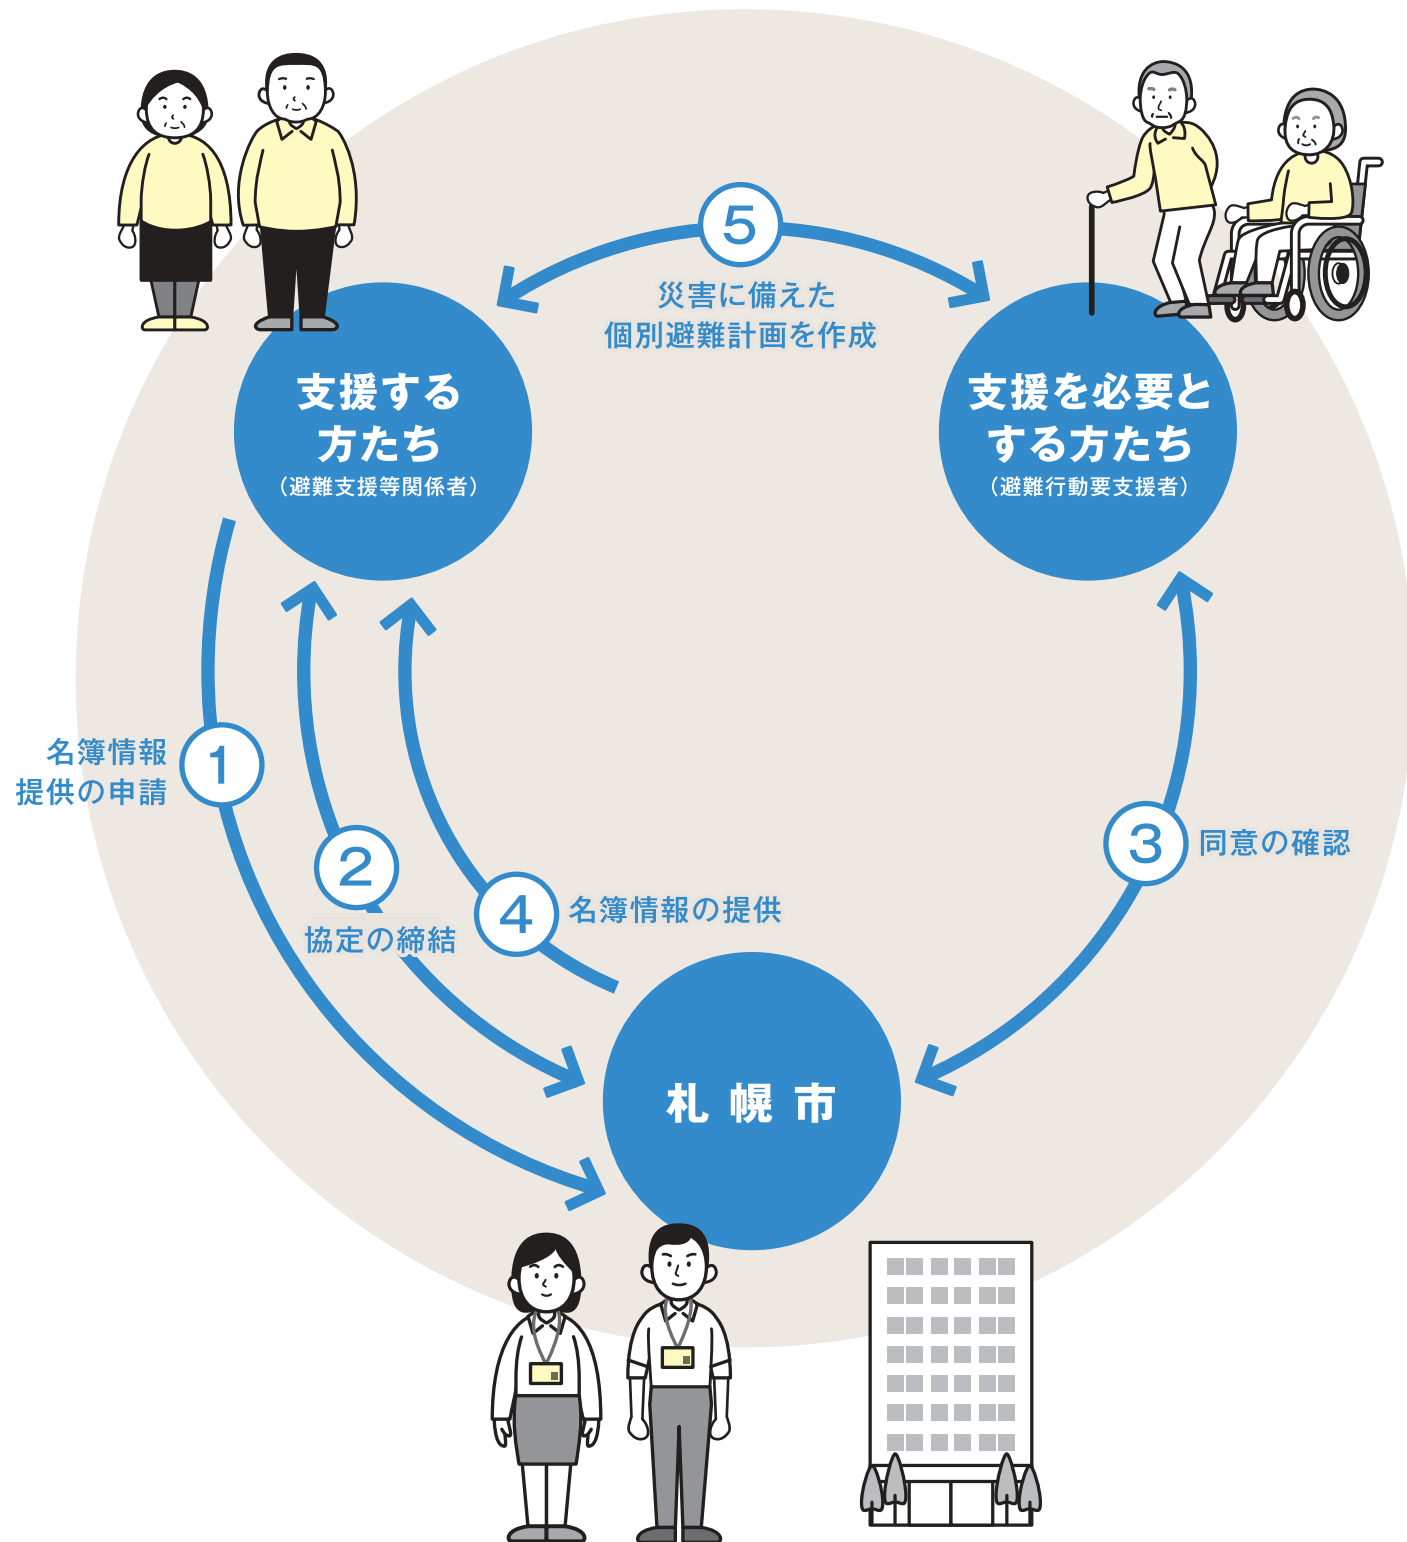 5
災害に備えた
個別避難計画を作成
支援する
方たち
（避難支援等関係者）
支援を必要と
する方たち
（避難行動要支援者）
1
名簿情報
提供の申請
2
協定の締結
3
同意の確認
4
名簿情報の提供
札幌市